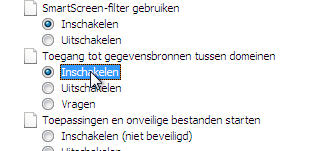 SmartScreen-filter gebruiken
Inschakelen
Uitschakelen
Toegang tot gegevensbronnen tussen domeinen
Inschakelen
Uitschakelen
Vragen
Toepassingen en onveilige bestanden starten
Inschakelen (niet beveiligd)
Uitschakelen